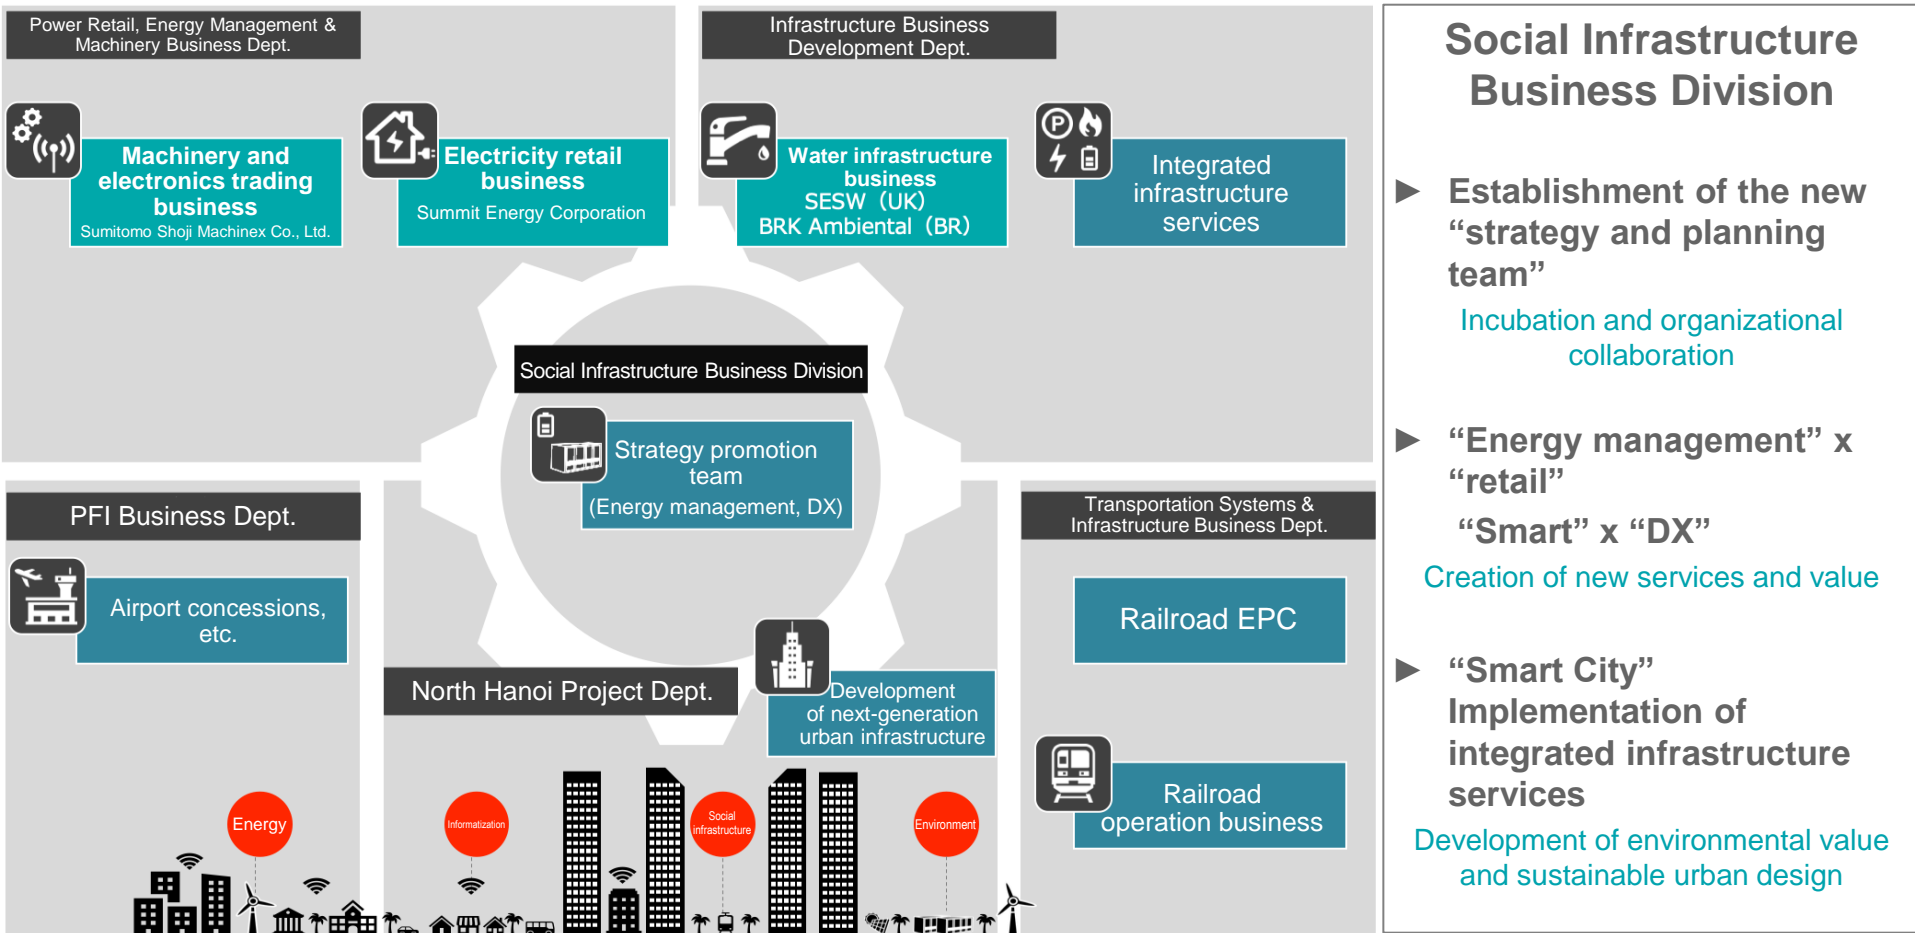 Power Retail, Energy Management &
Machinery Business Dept.
Infrastructure Business
Development Dept.
Machinery and
electronics trading
business
Sumitomo Shoji Machinex Co., Ltd.
Electricity retail
business
Summit Energy Corporation
Water infrastructure
business
SESW（UK）
BRK Ambiental（BR）
P
Integrated
infrastructure
services
Social Infrastructure Business Division
Strategy promotion
team
(Energy management, DX)
PFI Business Dept.
Airport concessions,
etc.
North Hanoi Project Dept.
Development
of next-generation
urban infrastructure
Transportation Systems &
Infrastructure Business Dept.
Railroad EPC
Railroad
operation business
Energy
Informatization
Social
infrastructure
Environment
Social Infrastructure
Business Division
► Establishment of the new
“strategy and planning
team”
Incubation and organizational
collaboration
► “Energy management” x
“retail”
“Smart” x “DX”
Creation of new services and value
► “Smart City”
Implementation of
integrated infrastructure
services
Development of environmental value
and sustainable urban design